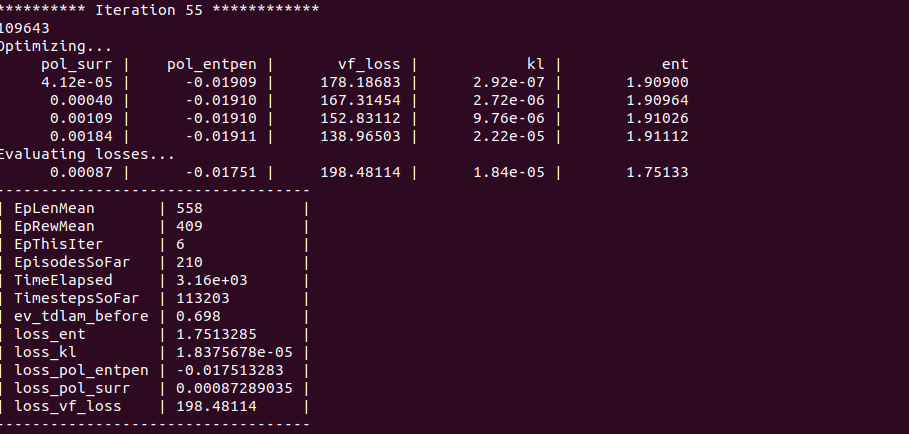 ********** Iteration 55 ************
109643
Optimizing...
     pol_surr |    pol_entpen |       vf_loss |            kl |           ent
     4.12e-05 |      -0.01909 |     178.18683 |      2.92e-07 |       1.90900
      0.00040 |      -0.01910 |     167.31454 |      2.72e-06 |       1.90964
      0.00109 |      -0.01910 |     152.83112 |      9.76e-06 |       1.91026
      0.00184 |      -0.01911 |     138.96503 |      2.22e-05 |       1.91112
Evaluating losses...
      0.00087 |      -0.01751 |     198.48114 |      1.84e-05 |       1.75133
------------------------------------
| EpLenMean       | 558            |
| EpRewMean       | 409            |
| EpThisIter      | 6              |
| EpisodesSoFar   | 210            |
| TimeElapsed     | 3.16e+03       |
| TimestepsSoFar  | 113203         |
| ev_tdlam_before | 0.698          |
| loss_ent        | 1.7513285      |
| loss_kl         | 1.8375678e-05  |
| loss_pol_entpen | -0.017513283   |
| loss_pol_surr   | 0.00087289035  |
| loss_vf_loss    | 198.48114      |
------------------------------------